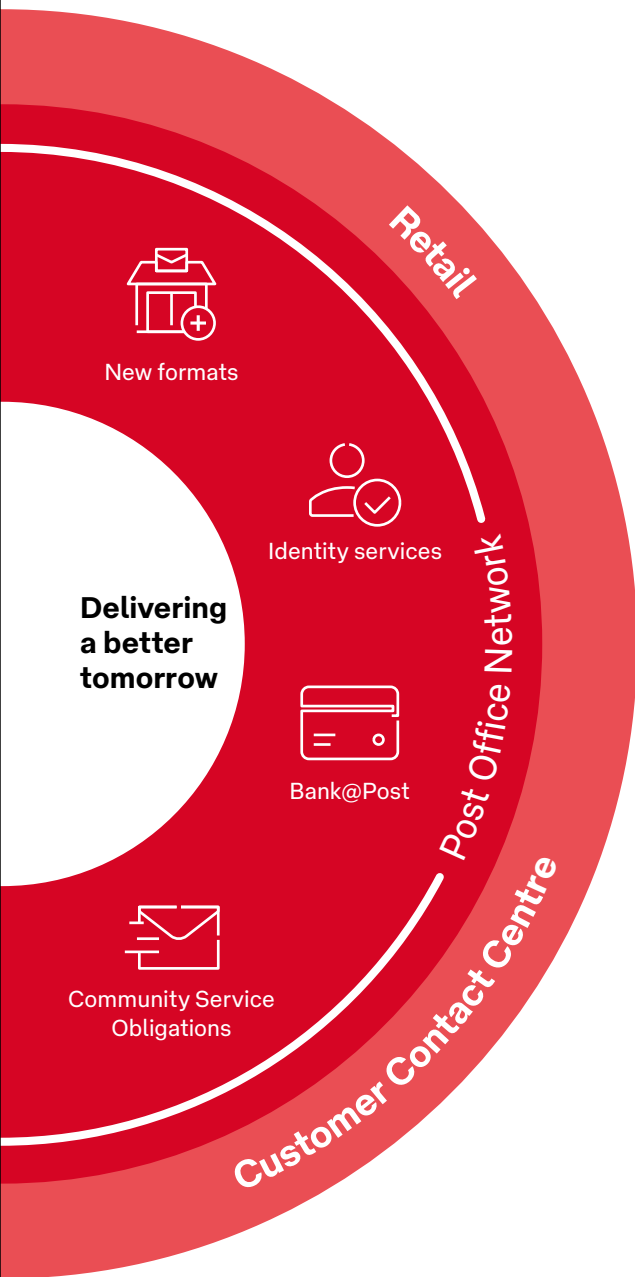 Retail
New formats
Identity services
Post Office Network
Delivering
a better
tomorrow
Bank@Post
Customer Contact Centre
Community Service
Obligations